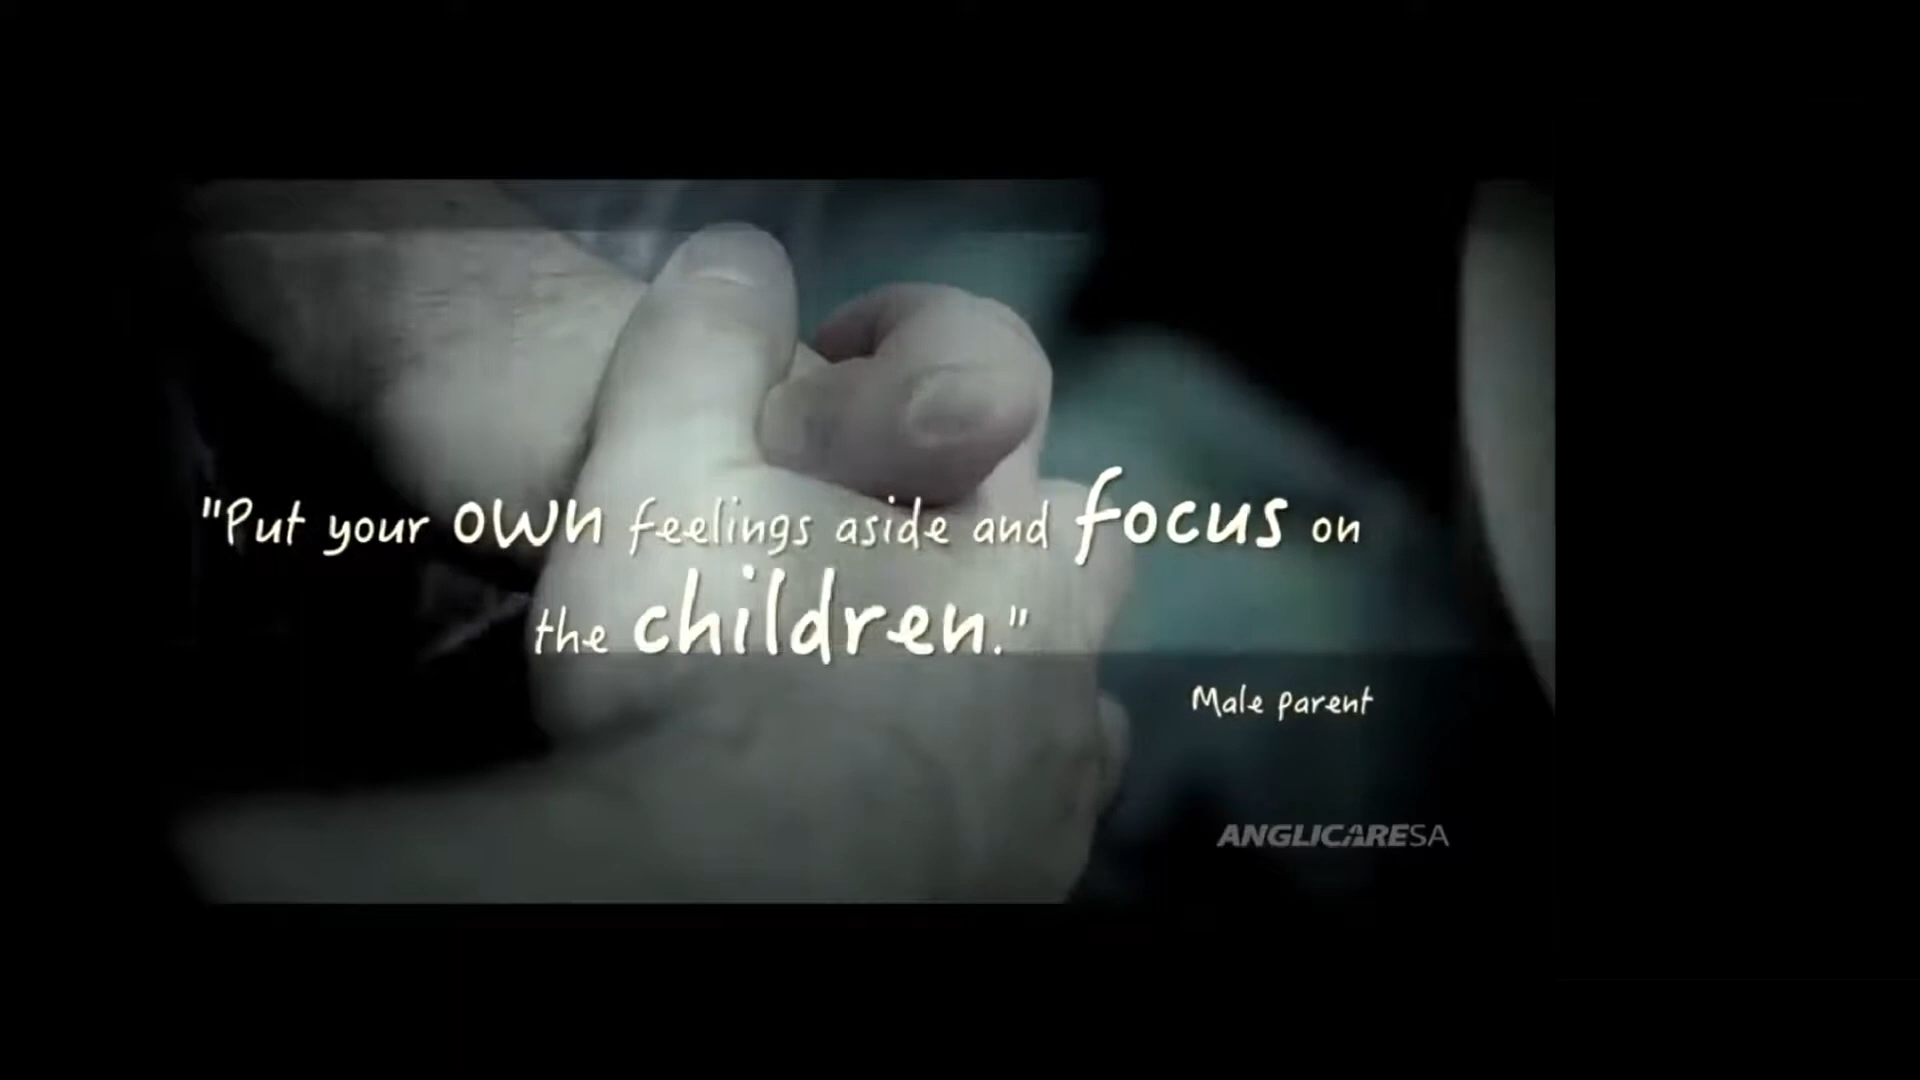 "Put your own feelings aside and focus on
the children."
Male parent
ANGLICARESA